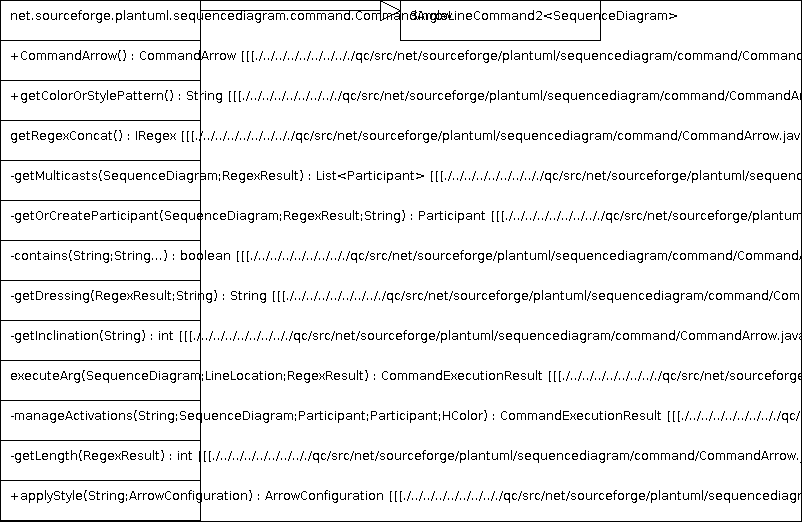 net.sourceforge.plantuml.sequencediagram.command.CommandArrow
SingleLineCommand2<SequenceDiagram>
+CommandArrow() : CommandArrow [[[./../../../../../../../qc/src/net/sourceforge/plantuml/sequencediagram/command/Command
+getColorOrStylePattern() : String [[[./../../../../../../../qc/src/net/sourceforge/plantuml/sequencediagram/command/CommandA
getRegexConcat() : IRegex [[[./../../../../../../../qc/src/net/sourceforge/plantuml/sequencediagram/command/CommandArrow.jav
-getMulticasts(SequenceDiagram;RegexResult) : List<Participant> [[[./../../../../../../../qc/src/net/sourceforge/plantuml/sequenc
-getOrCreateParticipant(SequenceDiagram;RegexResult;String) : Participant [[[./../../../../../../../qc/src/net/sourceforge/plantum
-contains(String;String...) : boolean [[[./../../../../../../../qc/src/net/sourceforge/plantuml/sequencediagram/command/Command
-getDressing(RegexResult;String) : String [[[./../../../../../../../qc/src/net/sourceforge/plantuml/sequencediagram/command/Com
-getInclination(String) : int [[[./../../../../../../../qc/src/net/sourceforge/plantuml/sequencediagram/command/CommandArrow.java
executeArg(SequenceDiagram;LineLocation;RegexResult) : CommandExecutionResult [[[./../../../../../../../qc/src/net/sourceforge
-manageActivations(String;SequenceDiagram;Participant;Participant;HColor) : CommandExecutionResult [[[./../../../../../../../qc/
-getLength(RegexResult) : int [[[./../../../../../../../qc/src/net/sourceforge/plantuml/sequencediagram/command/CommandArrow.j
+applyStyle(String;ArrowConfiguration) : ArrowConfiguration [[[./../../../../../../../qc/src/net/sourceforge/plantuml/sequencediagr